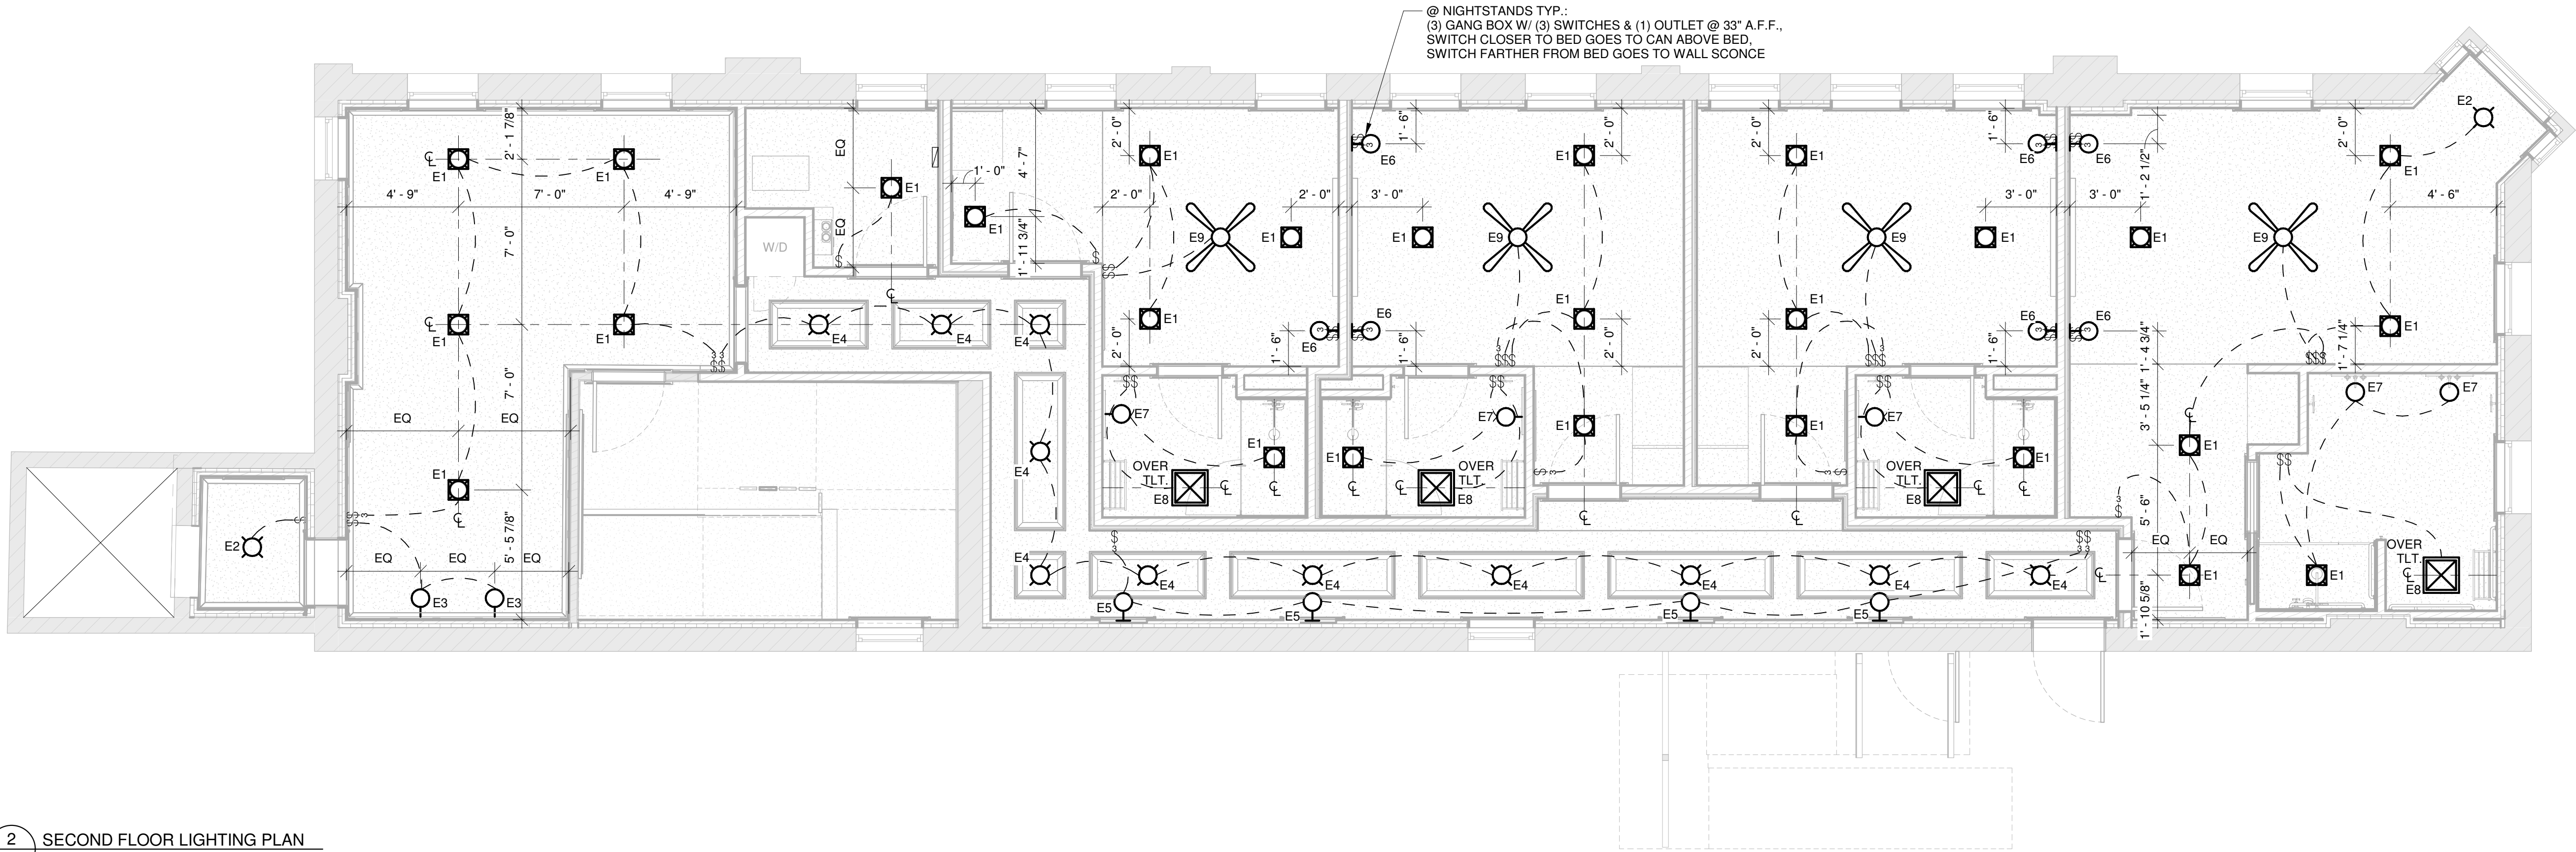 @ NIGHTSTANDS TYP.:
(3) GANG BOX W/ (3) SWITCHES & (1) OUTLET @ 33" A.F.F.,
SWITCH CLOSER TO BED GOES TO CAN ABOVE BED,
SWITCH FARTHER FROM BED GOES TO WALL SCONCE
E2
2' - 1 7/8"
EQ
4' - 7"
2' - 0"
1' - 6"
2' - 0"
2' - 0"
1' - 6"
1' - 2 1/2"
2' - 0"
℄
E1
E1
E1
E1
E6
E1
E1
E6
E6
E1
4' - 9"
7' - 0"
4' - 9"
E1
1' - 0"
2' - 0"
2' - 0"
3' - 0"
3' - 0"
3' - 0"
4' - 6"
7' - 0"
EQ
W/D
1' - 11 3/4"
E9
E1
E1
E9
E9
E1
E1
E9
℄
℄
E1
E1
E4
E4
E4
E1
E6
E6
E1
E1
E6
E6
E1
2' - 0"
1' - 6"
1' - 6"
2' - 0"
2' - 0"
1' - 6"
1' - 4 3/4"
1' - 7 1/4"
7' - 0"
EQ
EQ
E7
E7
E7
E7
E7
3' - 5 1/4"
℄
E1
℄
E4
E1
E1
E1
E1
E1
E1
OVER
TLT.
E8
℄
℄
℄
℄
OVER
TLT.
E8
OVER
TLT.
E8
℄
℄
℄
℄
5' - 6"
E2
EQ
EQ
EQ
5' - 5 7/8"
E3
E3
E4
E4
E4
E4
E4
E4
E4
E5
E5
E5
E5
EQ
EQ
℄
E1
E1
OVER
TLT.
℄
E8
1' - 10 5/8"
2 SECOND FLOOR LIGHTING PLAN